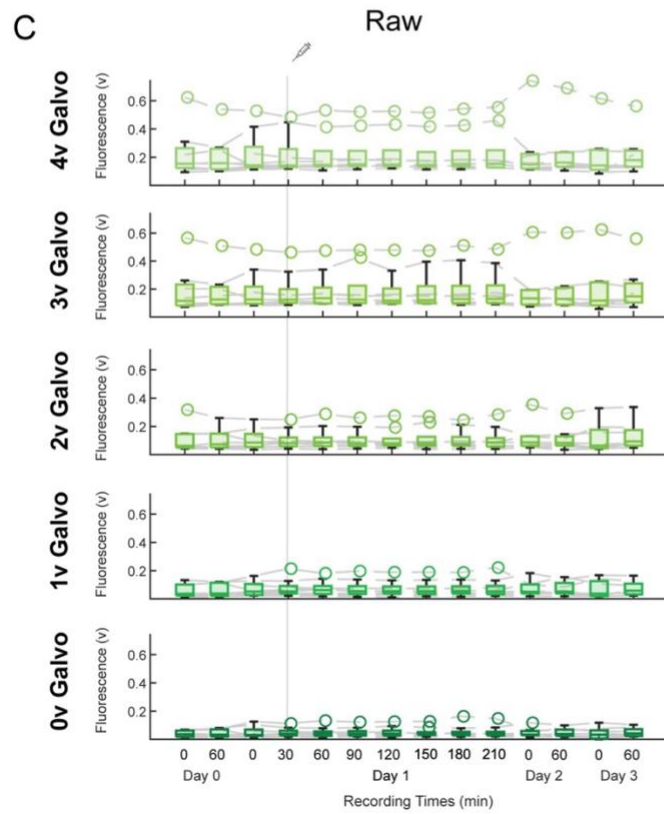 C
Raw
4v Galvo
Fluorescence (v)
0.6
0.4
0.2
3v Galvo
Fluorescence (v)
0.6
0.4
0.2
2v Galvo
Fluorescence (v)
0.6
0.4
0.2
1v Galvo
Fluorescence (v)
0.6
0.4
0.2
0v Galvo
Fluorescence (v)
0.6
0.4
0.2
0 60 0 30 60 90 120 150 180 210 0 60 0 60
Day 0 Day 1 Day 2 Day 3
Recording Times (min)